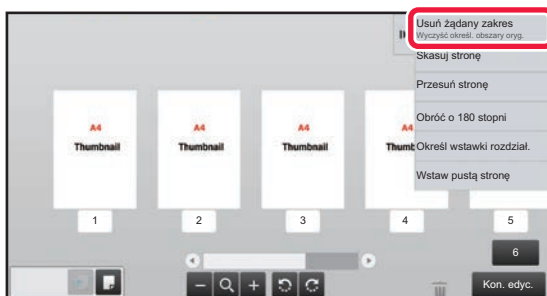 Usuń żądany zakres
Wyczyść określ. obszary oryg.
Skasuj stronę
Przesuń stronę
Obróć o 180 stopni
Określ wstawki rozdział.
Wstaw pustą stronę
A4
Thumbnail
A4
Thumbnail
A4
Thumbnail
A4
Thumb
1
2
3
4
5
6
Kon. edyc.